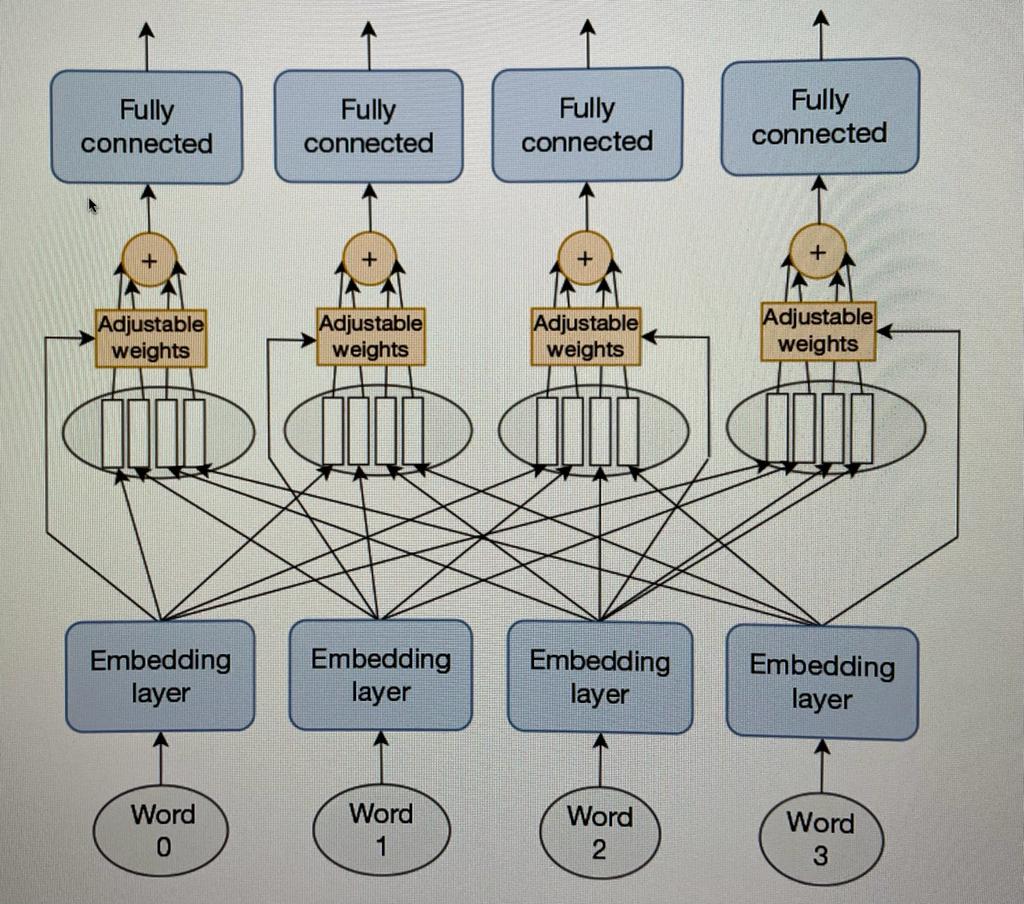 Fully
connected
Fully
connected
Fully
connected
Fully
connected
+
+
+
+
Adjustable
weights
Adjustable
weights
Adjustable
weights
Adjustable
weights
Embedding
layer
Embedding
layer
Embedding
layer
Embedding
layer
Word
0
Word
1
Word
2
Word
3